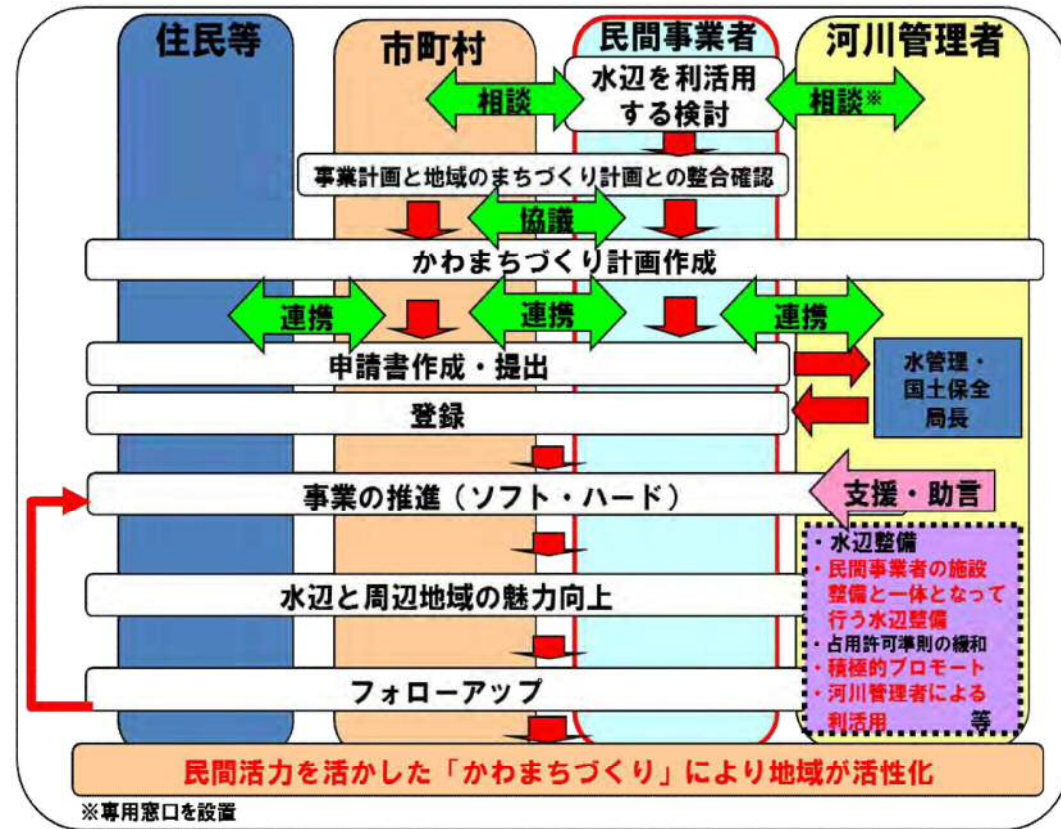 住民等
市町村
民間事業者
河川管理者
相談
水辺を利活用
する検討
相談※
事業計画と地域のまちづくり計画との整合確認
協議
かわまちづくり計画作成
連携
連携
連携
申請書作成・提出
水管理・
国土保全
局長
登録
事業の推進（ソフト・ハード）
支援・助言
・水辺整備
・民間事業者の施設
整備と一体となって
行う水辺整備
・占用許可準則の緩和
・積極的プロモート
・河川管理者による
利活用 等
水辺と周辺地域の魅力向上
フォローアップ
民間活力を活かした「かわまちづくり」により地域が活性化
※専用窓口を設置